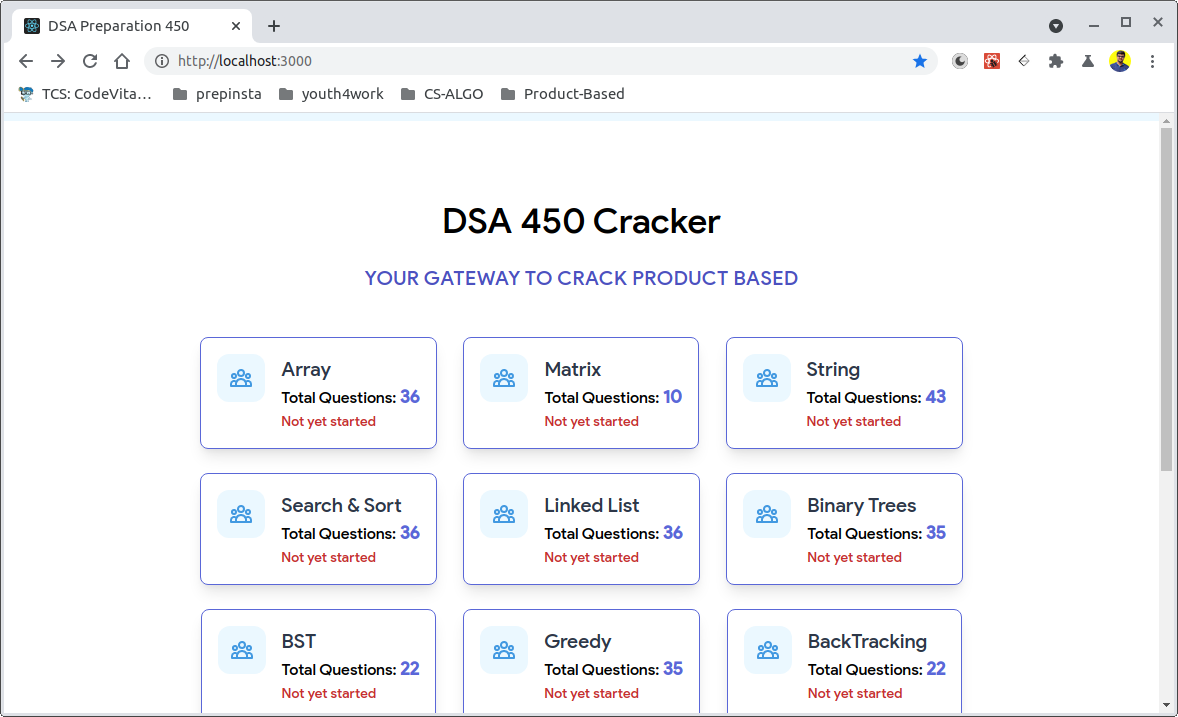 DSA Preparation 450
http://localhost:3000
TCS: CodeVita... prepinsta youth4work CS-ALGO Product-Based
DSA 450 Cracker
YOUR GATEWAY TO CRACK PRODUCT BASED
Array
Total Questions: 36
Not yet started
Matrix
Total Questions: 10
Not yet started
String
Total Questions: 43
Not yet started
Search & Sort
Total Questions: 36
Not yet started
Linked List
Total Questions: 36
Not yet started
Binary Trees
Total Questions: 35
Not yet started
BST
Total Questions: 22
Not yet started
Greedy
Total Questions: 35
Not yet started
BackTracking
Total Questions: 22
Not yet started